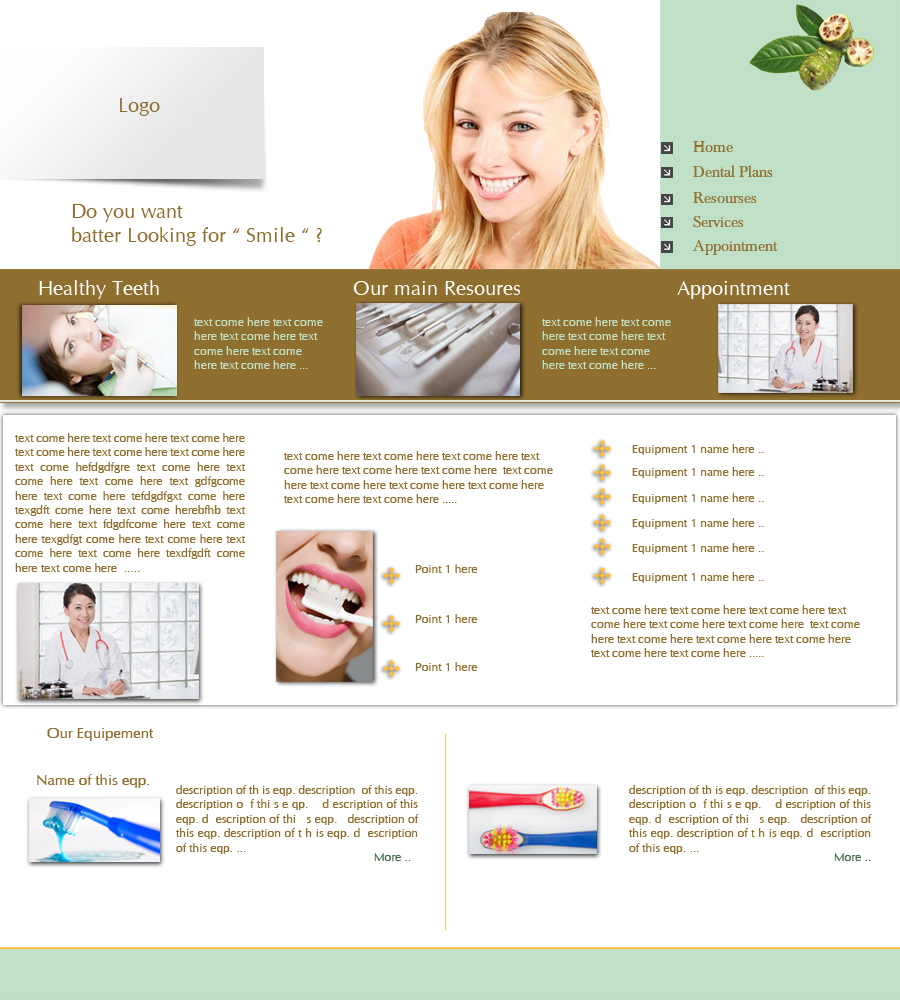 Logo
Do you want
batter Looking for “ Smile “ ?
Home
Dental Plans
Resourses
Services
Appointment
Healthy Teeth
text come here text come
here text come here text
come here text come
here text come here ...
Our main Resoures
text come here text come
here text come here text
come here text come
here text come here ...
Appointment
text come here text come here text come here
text come here text come here text come here
text come hefdgdfgre text come here text
come here text come here text gdfgcome
here text come here tefdgdfgxt come here
texgdft come here text come herebfhb text
come here text fdgdfcome here text come
here texgdfgt come here text come here text
come here text come here texdfgdft come
here text come here .....
text come here text come here text come here text
come here text come here text come here text come
here text come here text come here text come here
text come here text come here .....
Point 1 here
Point 1 here
Point 1 here
Equipment 1 name here ..
Equipment 1 name here ..
Equipment 1 name here ..
Equipment 1 name here ..
Equipment 1 name here ..
Equipment 1 name here ..
text come here text come here text come here text
come here text come here text come here text come
here text come here text come here text come here
text come here text come here .....
Our Equipement
Name of this eqp.
description of th is eqp. description of this eqp.
description o f thi s e qp. d escription of this
eqp. d escription of thi s eqp. description of
this eqp. description of t h is eqp. d escription
of this eqp. ...
More ..
description of th is eqp. description of this eqp.
description o f thi s e qp. d escription of this
eqp. d escription of thi s eqp. description of
this eqp. description of t h is eqp. d escription
of this eqp. ...
More ..